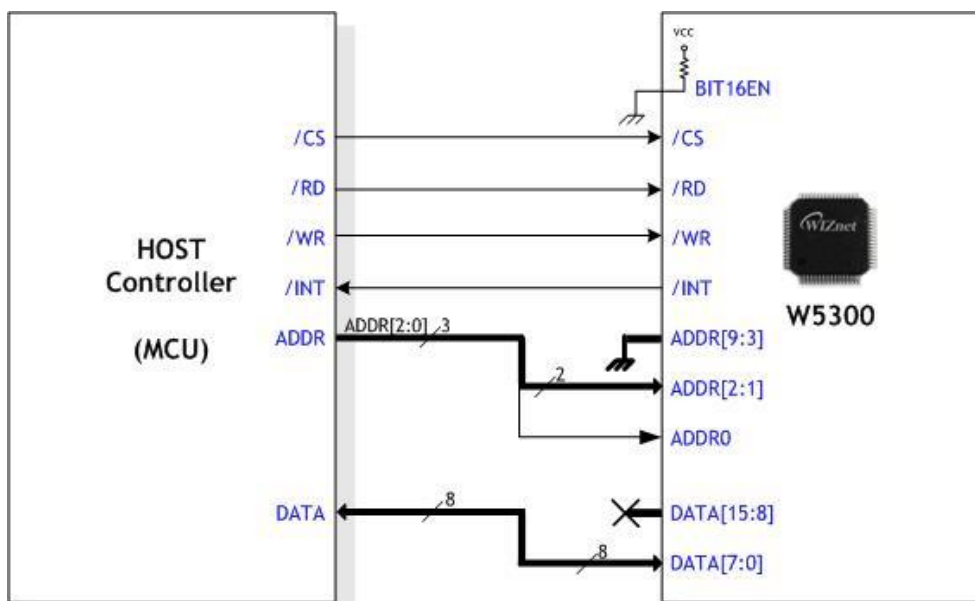 VCC
BIT16EN
/CS
/CS
/RD
/RD
/WR
/WR
/INT
/INT
HOST
Controller
(MCU)
WIZnet
W5300
ADDR
ADDR[2:0]
3
ADDR[9:3]
2
ADDR[2:1]
ADDR0
DATA
8
DATA[15:8]
8
DATA[7:0]